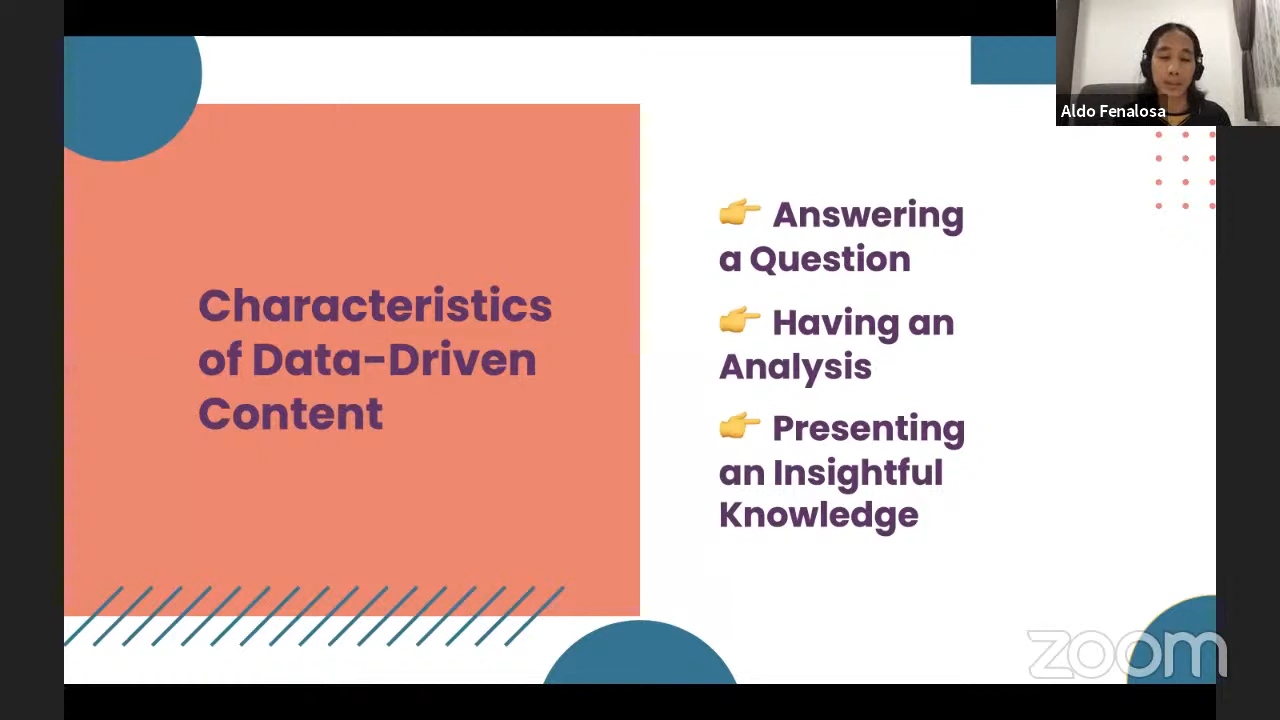 Aldo Fenalosa
Characteristics
of Data-Driven
Content
👉 Answering
a Question
👉 Having an
Analysis
👉 Presenting
an Insightful
Knowledge
zoom